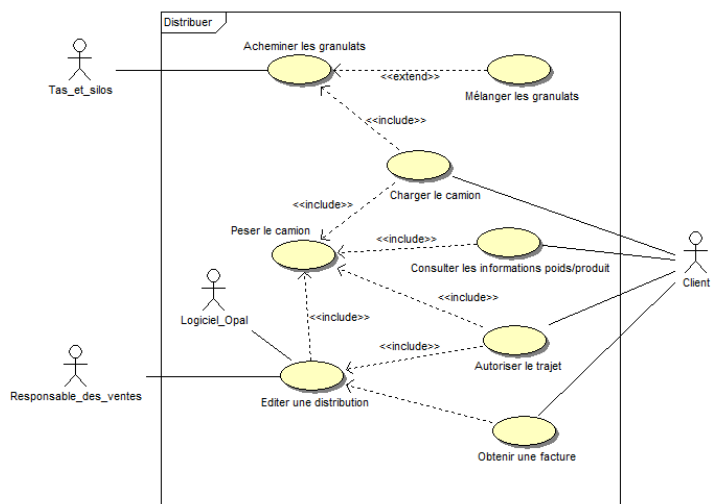 Distribuer
Acheminer les granulats
Tas_et_silos
<<extend>>
Mélanger les granulats
<<include>>
Charger le camion
<<include>>
Peser le camion
<<include>>
Consulter les informations poids/produit
Client
<<include>>
Logiciel_Opal
<<include>>
<<include>>
Autoriser le trajet
Responsable_des_ventes
Editer une distribution
Obtenir une facture